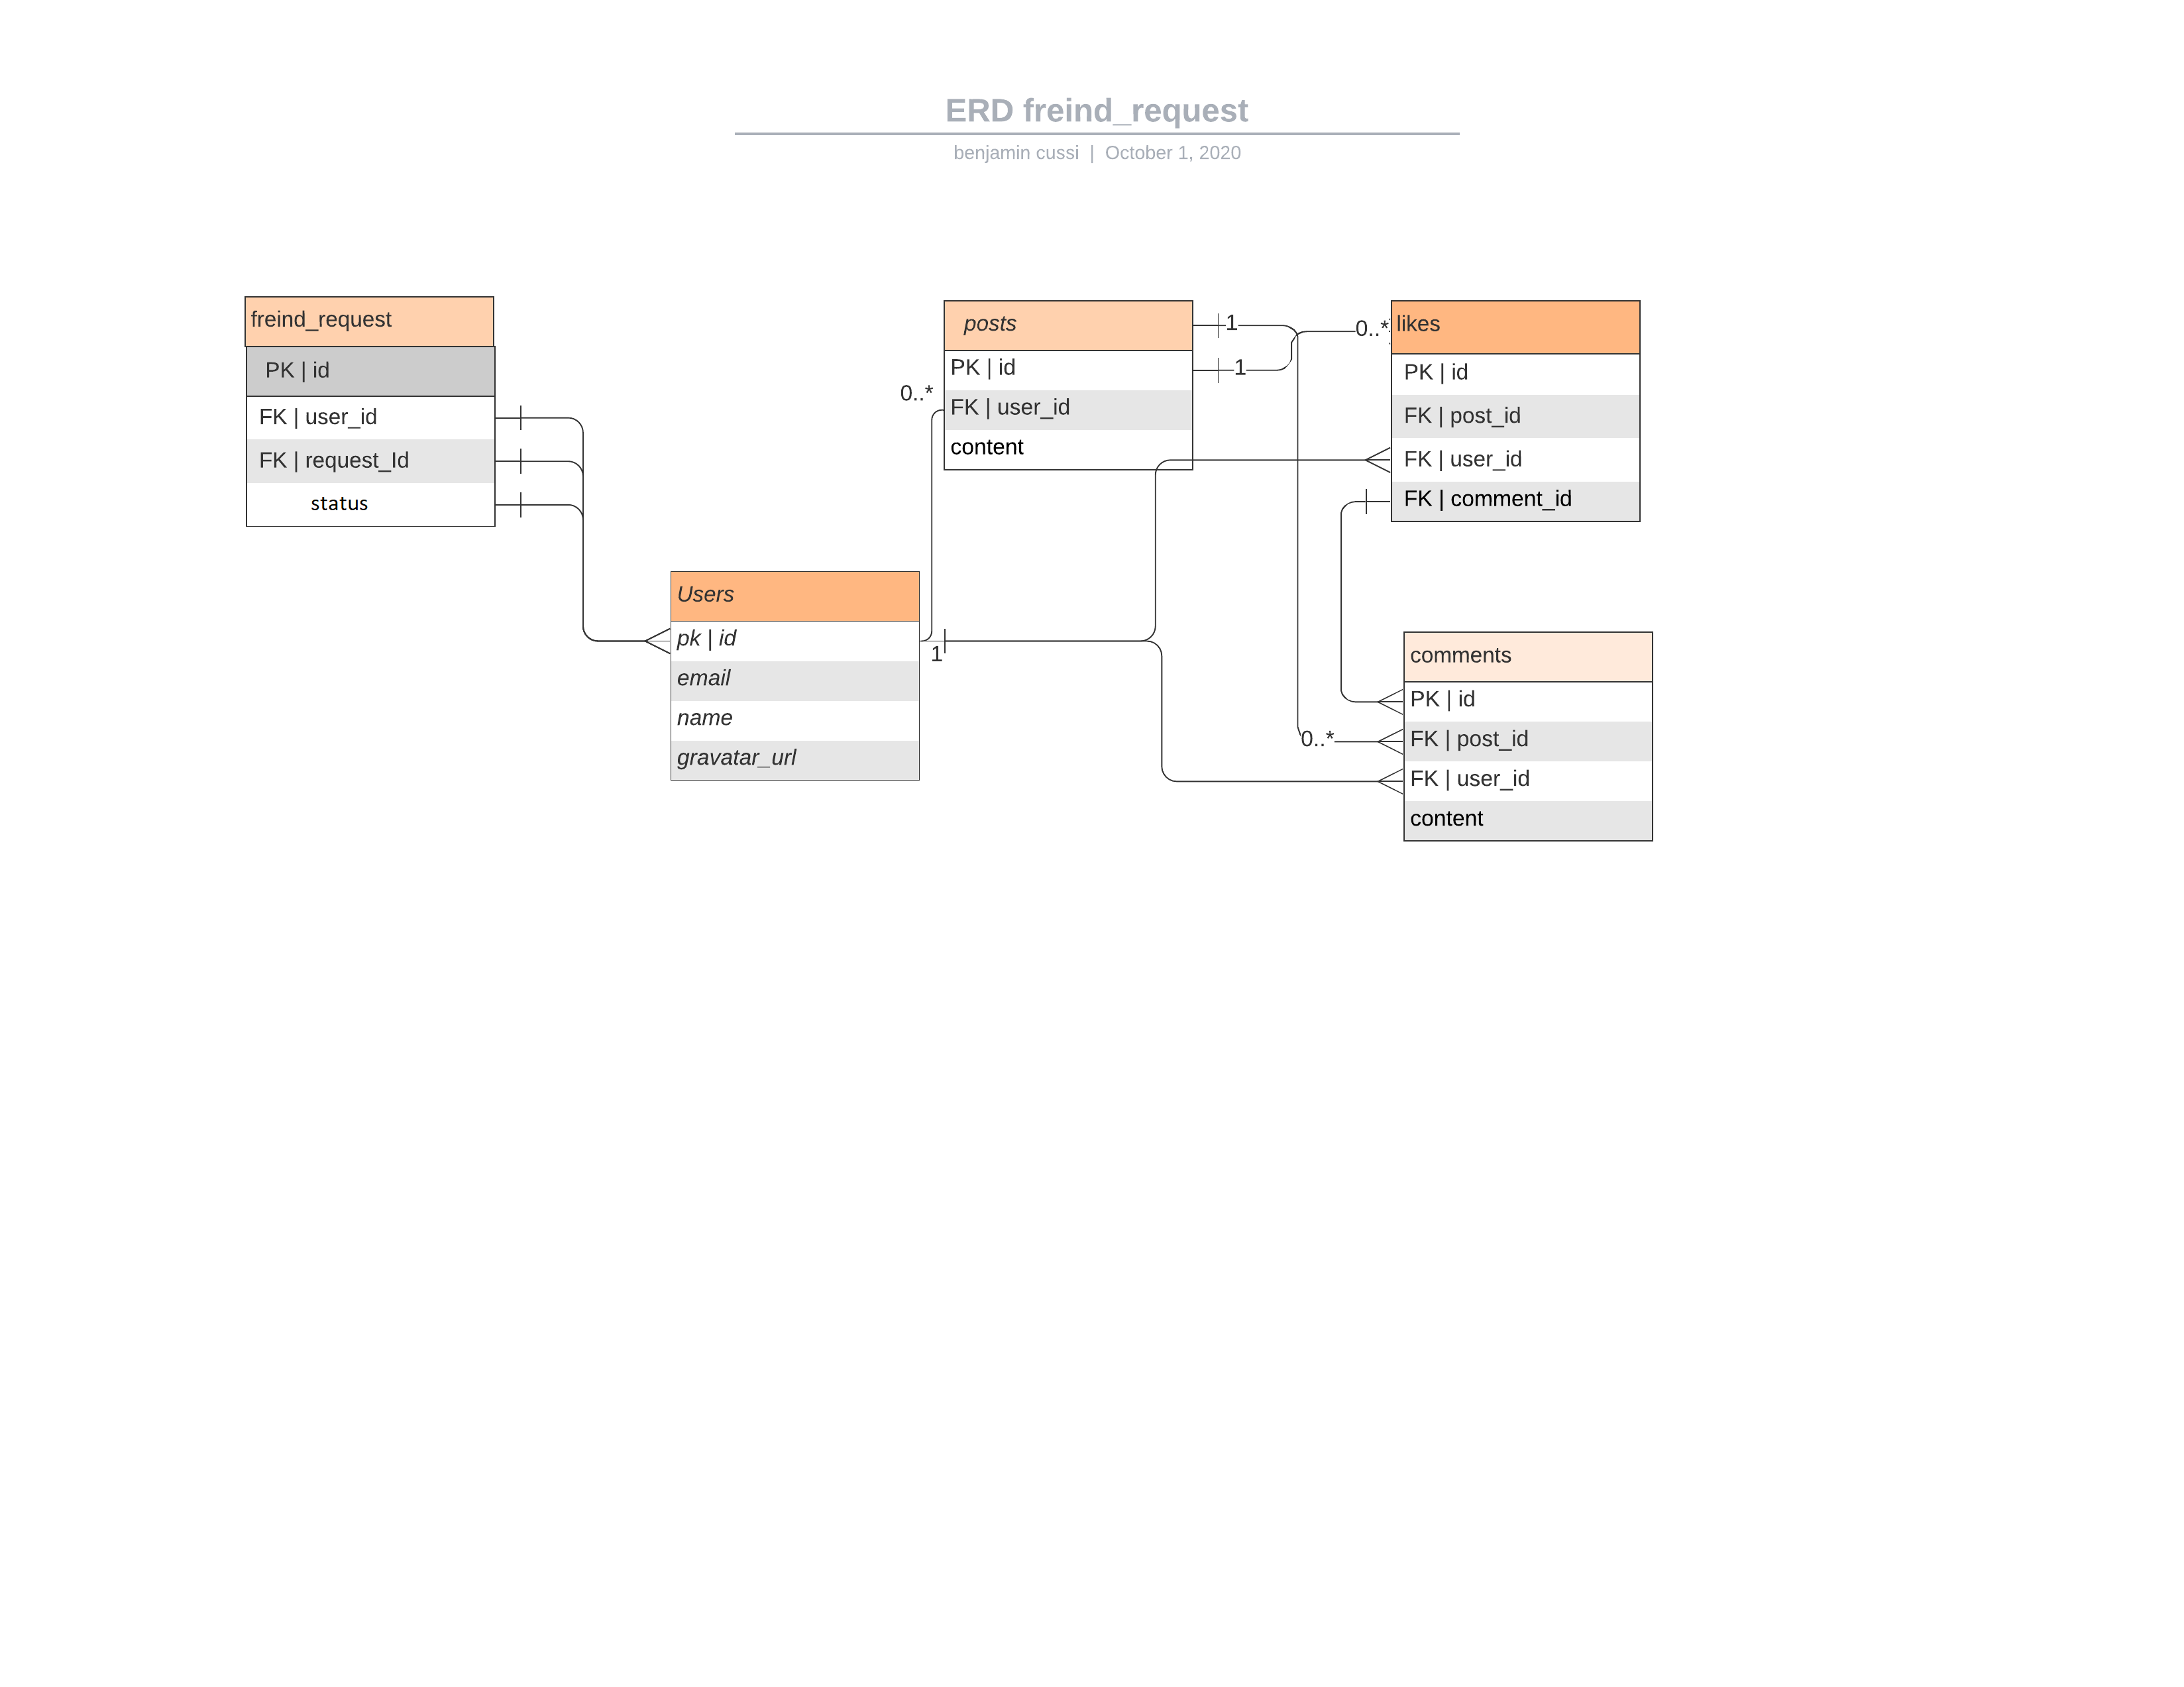 ERD freind_request
benjamin cussi | October 1, 2020
freind_request
PK | id
FK | user_id
FK | request_Id
status
Users
pk | id
email
name
gravatar_url
0..*
1
posts
PK | id
FK | user_id
content
1
1
0..*
likes
PK | id
FK | post_id
FK | user_id
FK | comment_id
0..*
comments
PK | id
FK | post_id
FK | user_id
content